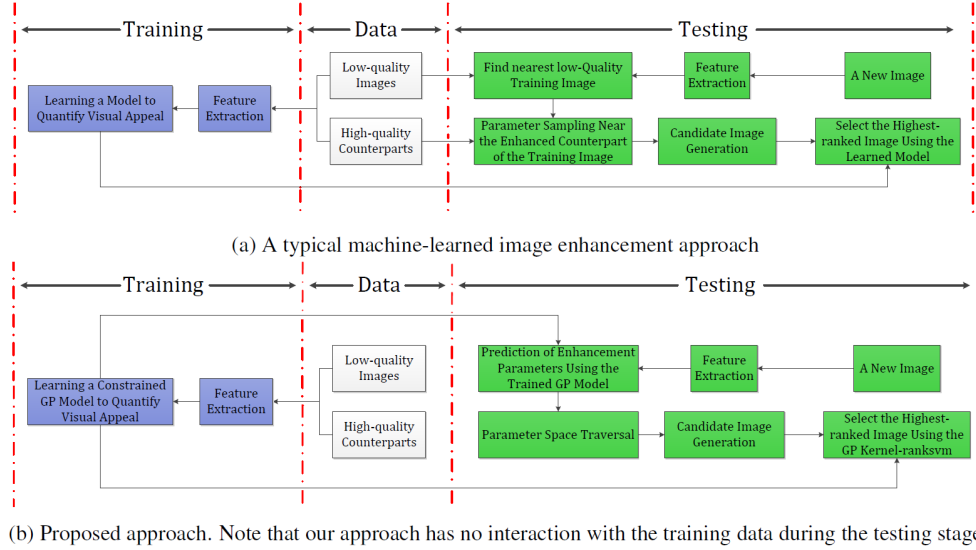 Training
Data
Testing
Low-quality
Images
Find nearest low-Quality
Training Image
Feature
Extraction
A New Image
Learning a Model to
Quantify Visual Appeal
Feature
Extraction
High-quality
Counterparts
Parameter Sampling Near
the Enhanced Counterpart
of the Training Image
Candidate Image
Generation
Select the Highest-
ranked Image Using the
Learned Model
(a) A typical machine-learned image enhancement approach
Training
Data
Testing
Low-quality
Images
Prediction of Enhancement
Parameters Using the
Trained GP Model
Feature
Extraction
A New Image
Learning a Constrained
GP Model to Quantify
Visual Appeal
Feature
Extraction
High-quality
Counterparts
Parameter Space Traversal
Candidate Image
Generation
Select the Highest-
ranked Image Using the
GP Kernel-ranksvm
(b) Proposed approach. Note that our approach has no interaction with the training data during the testing stag